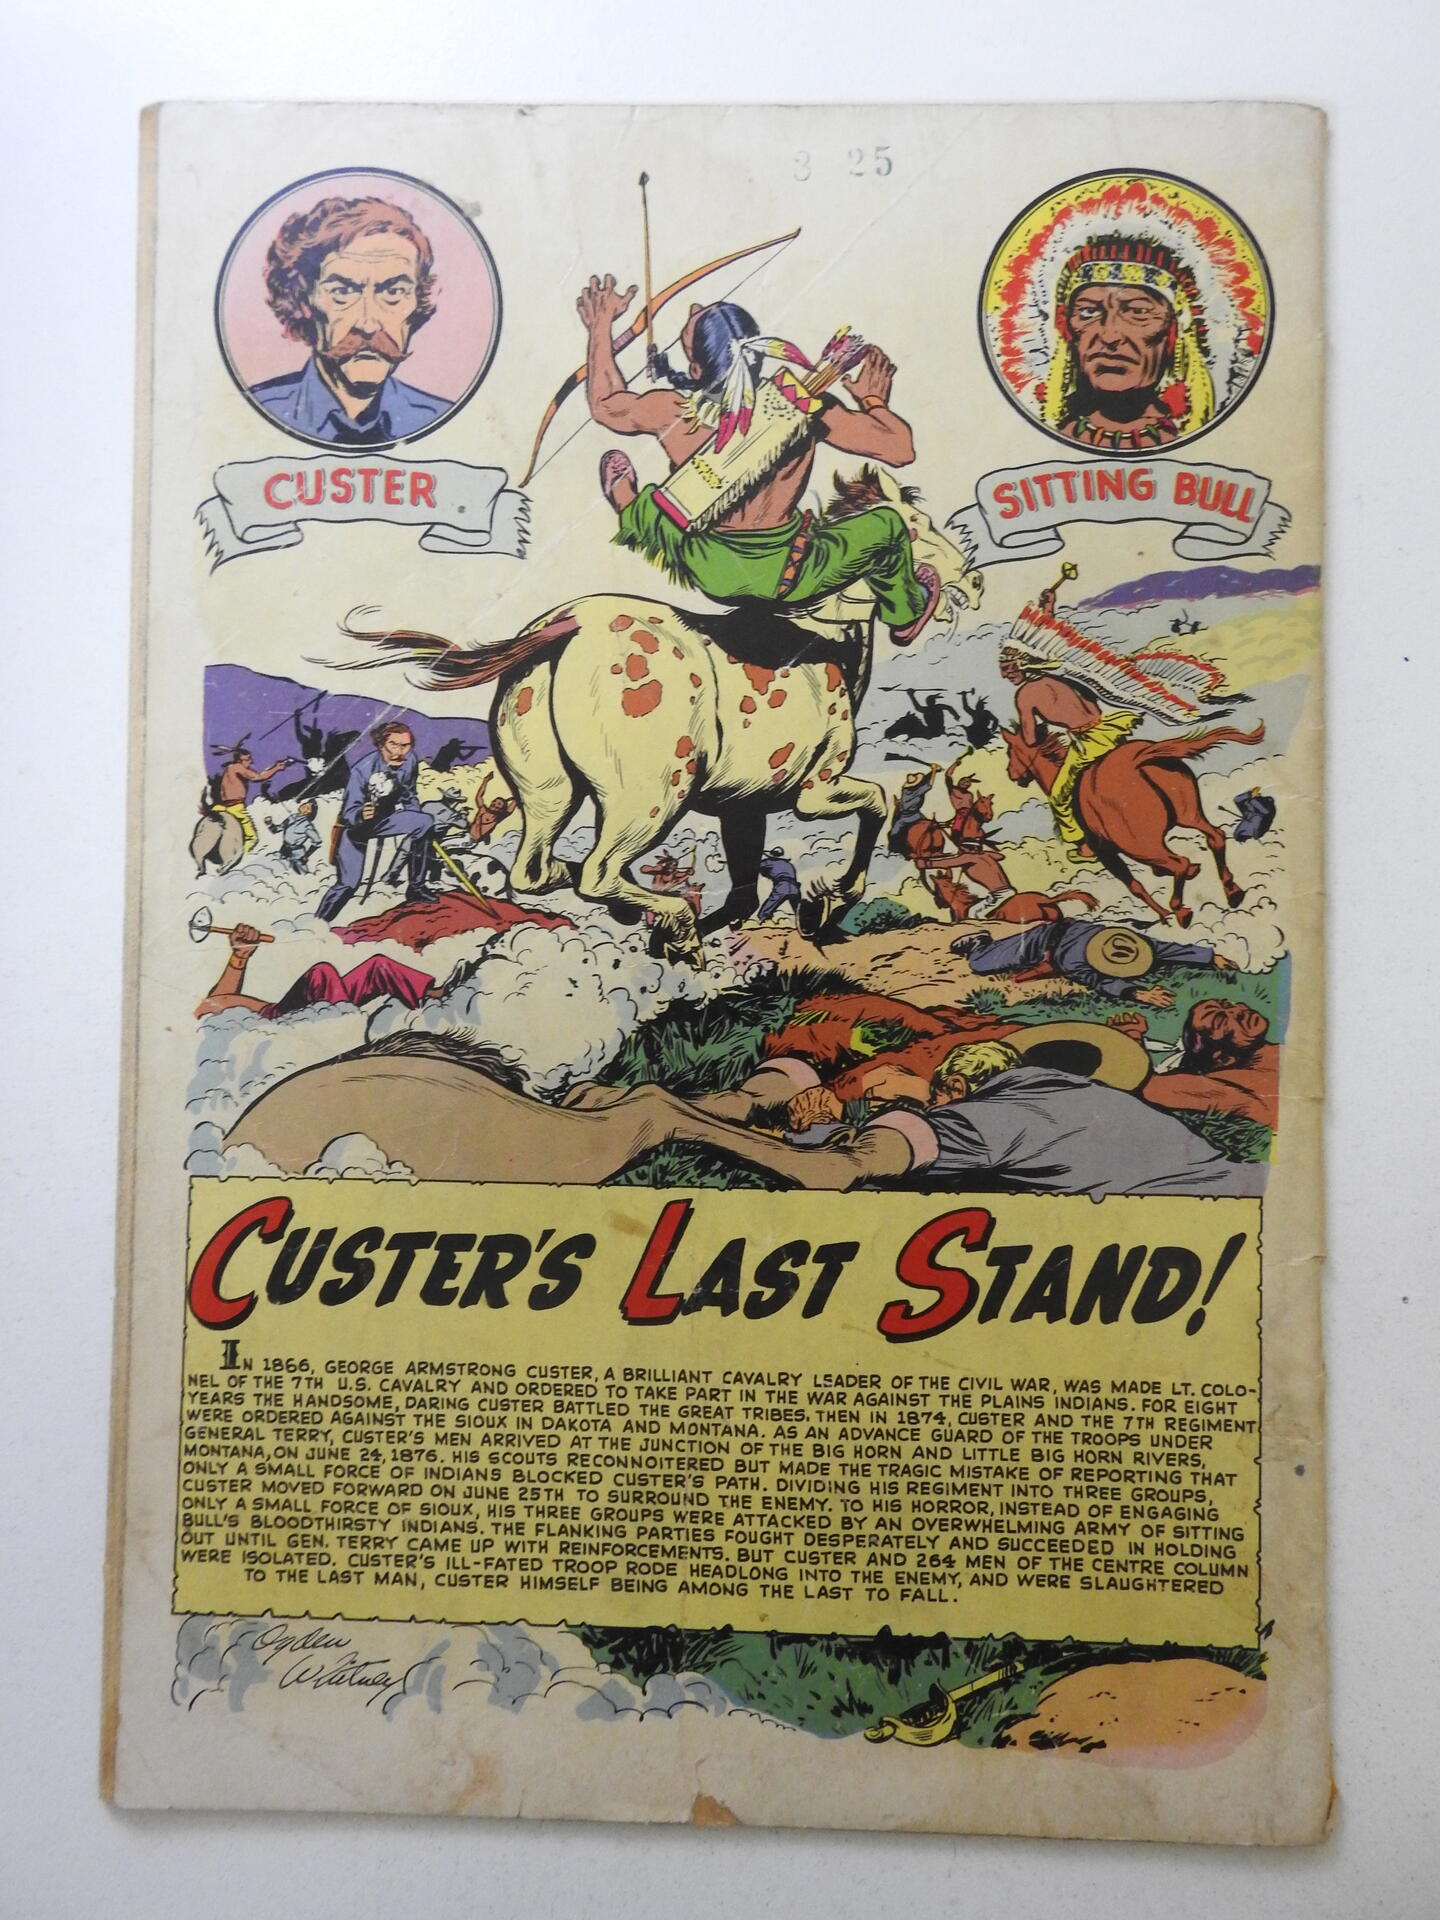 3 25
CUSTER
SITTING BULL
CUSTER'S LAST STAND!
IN 1866, GEORGE ARMSTRONG CUSTER, A BRILLIANT CAVALRY LEADER OF THE CIVIL WAR, WAS MADE LT. COLO-
NEL OF THE 7TH U.S. CAVALRY AND ORDERED TO TAKE PART IN THE WAR AGAINST THE PLAINS INDIANS. FOR EIGHT
YEARS THE HANDSOME, DARING CUSTER BATTLED THE GREAT TRIBES. THEN IN 1874, CUSTER AND THE 7TH REGIMENT
WERE ORDERED AGAINST THE SIOUX IN DAKOTA AND MONTANA. AS AN ADVANCE GUARD OF THE TROOPS UNDER
GENERAL TERRY, CUSTER'S MEN ARRIVED AT THE JUNCTION OF THE BIG HORN AND LITTLE BIG HORN RIVERS,
MONTANA, ON JUNE 24, 1876. HIS SCOUTS RECONNOITERED BUT MADE THE TRAGIC MISTAKE OF REPORTING THAT
ONLY A SMALL FORCE OF INDIANS BLOCKED CUSTER'S PATH. DIVIDING HIS REGIMENT INTO THREE GROUPS,
CUSTER MOVED FORWARD ON JUNE 25TH TO SURROUND THE ENEMY. TO HIS HORROR, INSTEAD OF ENGAGING
ONLY A SMALL FORCE OF SIOUX, HIS THREE GROUPS WERE ATTACKED BY AN OVERWHELMING ARMY OF SITTING
BULL'S BLOODTHIRSTY INDIANS. THE FLANKING PARTIES FOUGHT DESPERATELY AND SUCCEEDED IN HOLDING
OUT UNTIL GEN. TERRY CAME UP WITH REINFORCEMENTS. BUT CUSTER AND 264 MEN OF THE CENTRE COLUMN
WERE ISOLATED. CUSTER'S ILL-FATED TROOP RODE HEADLONG INTO THE ENEMY, AND WERE SLAUGHTERED
TO THE LAST MAN, CUSTER HIMSELF BEING AMONG THE LAST TO FALL.
Ogden
Whitney